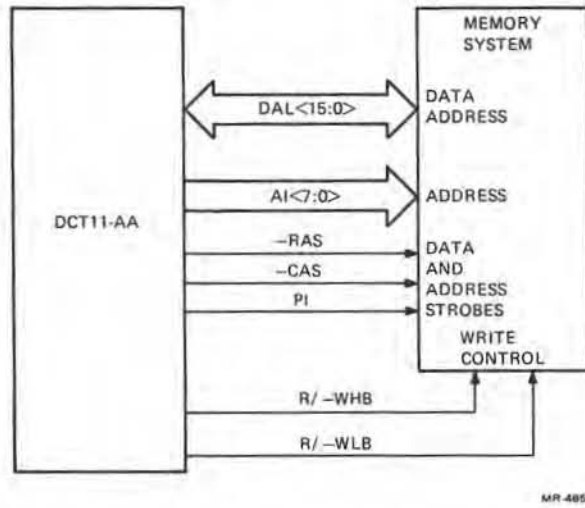 MEMORY
SYSTEM
DAL<15:0>
DATA
ADDRESS
AI<7:0>
ADDRESS
DCT11-AA
-RAS
DATA
-CAS
AND
ADDRESS
PI
STROBES
WRITE
CONTROL
R/ -WHB
R/ -WLB